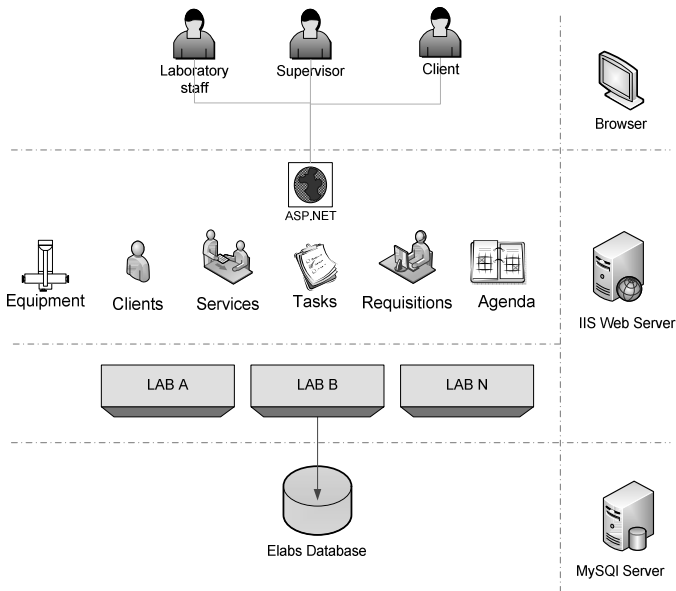 Laboratory
staff
Supervisor
Client
Browser
ASP.NET
Equipment
Clients
Services
Tasks
Requisitions
Agenda
IIS Web Server
LAB A
LAB B
LAB N
Elabs Database
MySQl Server